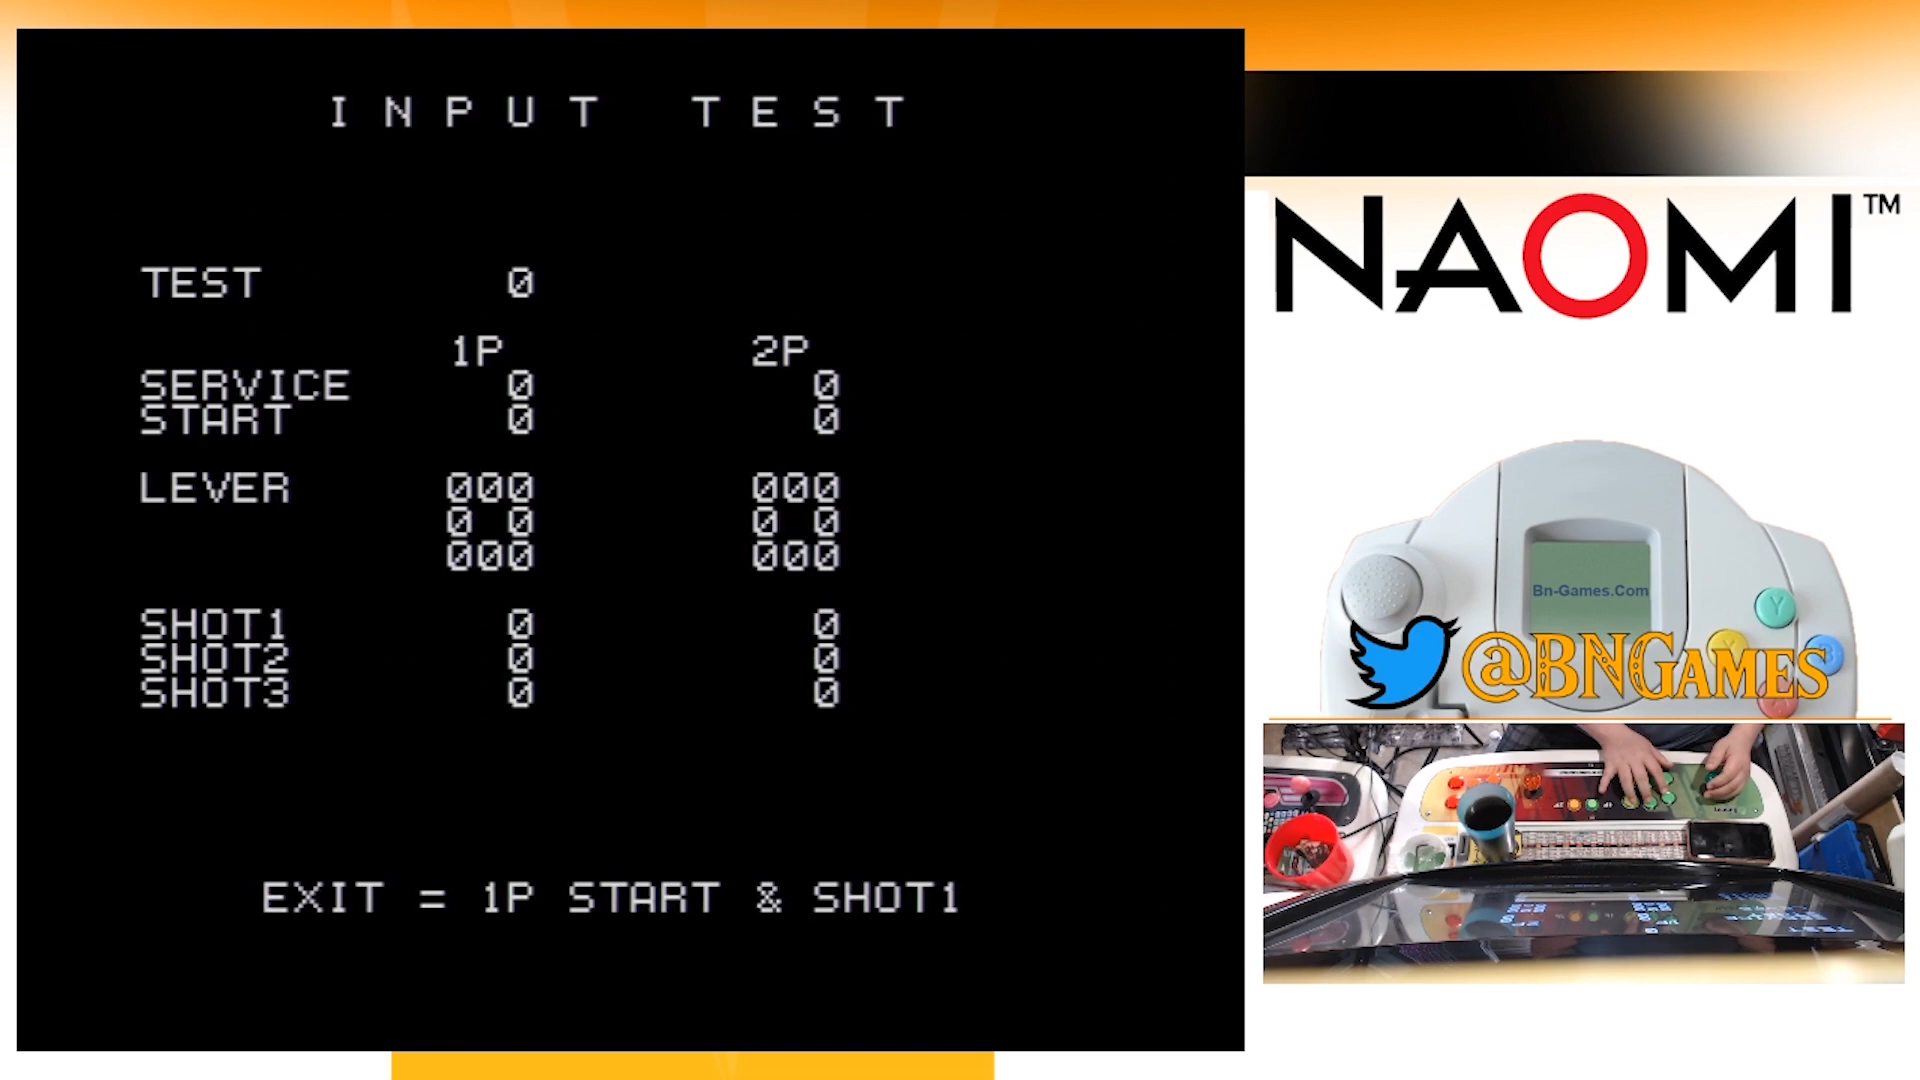 INPUT TEST
TEST 0
1P 2P
SERVICE 0 0
START 0 0
LEVER 000 000
0 0 0 0
000 000
SHOT1 0 0
SHOT2 0 0
SHOT3 0 0
EXIT = 1P START & SHOT1
NAOMI™
Bn-Games.Com
Y
Y
B
@BNGAMES
A